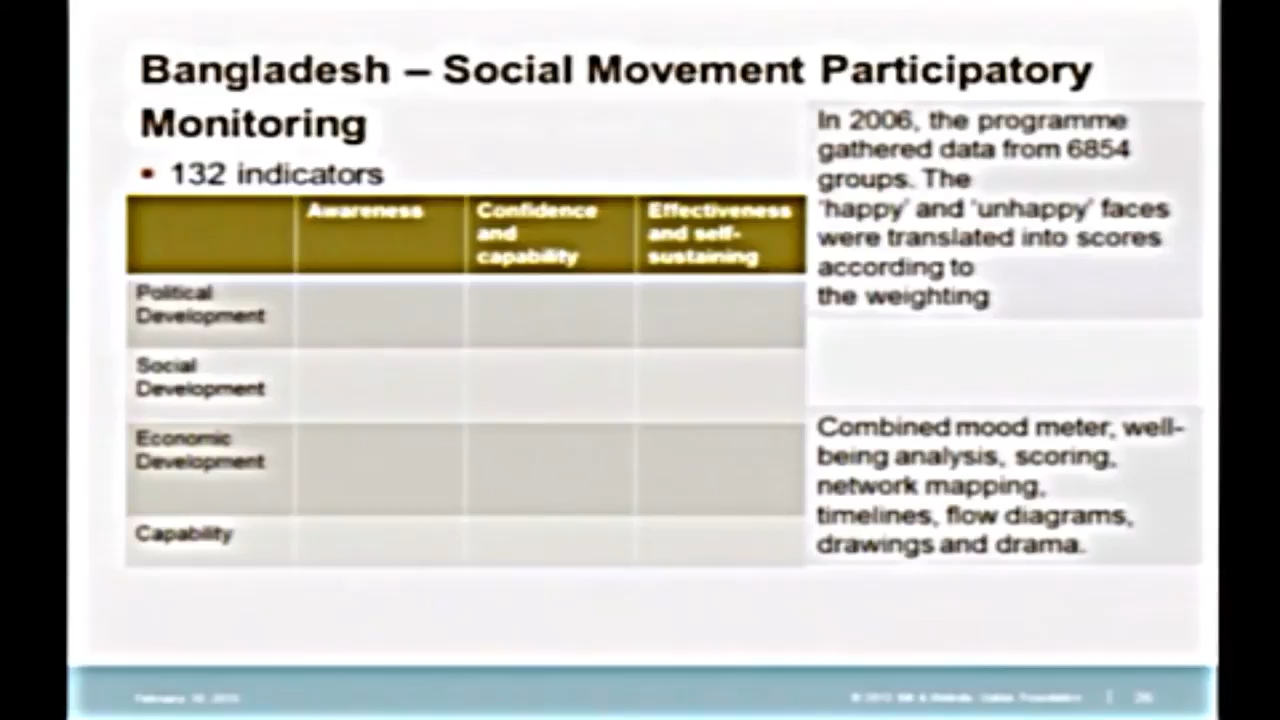 Bangladesh – Social Movement Participatory
Monitoring
132 indicators
Awareness
Confidence
and
capability
Effectiveness
and self-
sustaining
Political
Development
Social
Development
Economic
Development
Capability
In 2006, the programme
gathered data from 6854
groups. The
'happy' and 'unhappy' faces
were translated into scores
according to
the weighting
Combined mood meter, well-
being analysis, scoring,
network mapping,
timelines, flow diagrams,
drawings and drama.